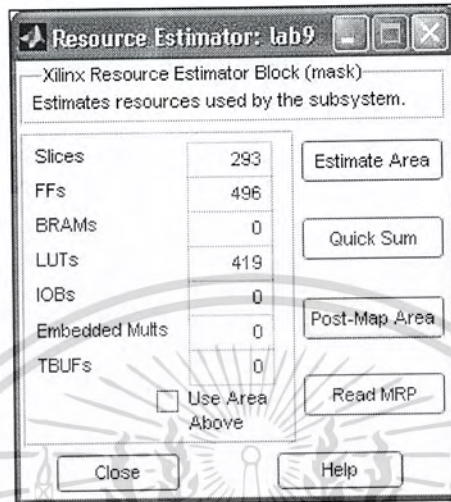 Resource Estimator: lab9
Xilinx Resource Estimator Block (mask)
Estimates resources used by the subsystem.
Slices 293
FFs 496
BRAMs 0
LUTs 419
IOBs 0
Embedded Mults 0
TBUFs 0
Use Area
Above
Estimate Area
Quick Sum
Post-Map Area
Read MRP
Close
Help